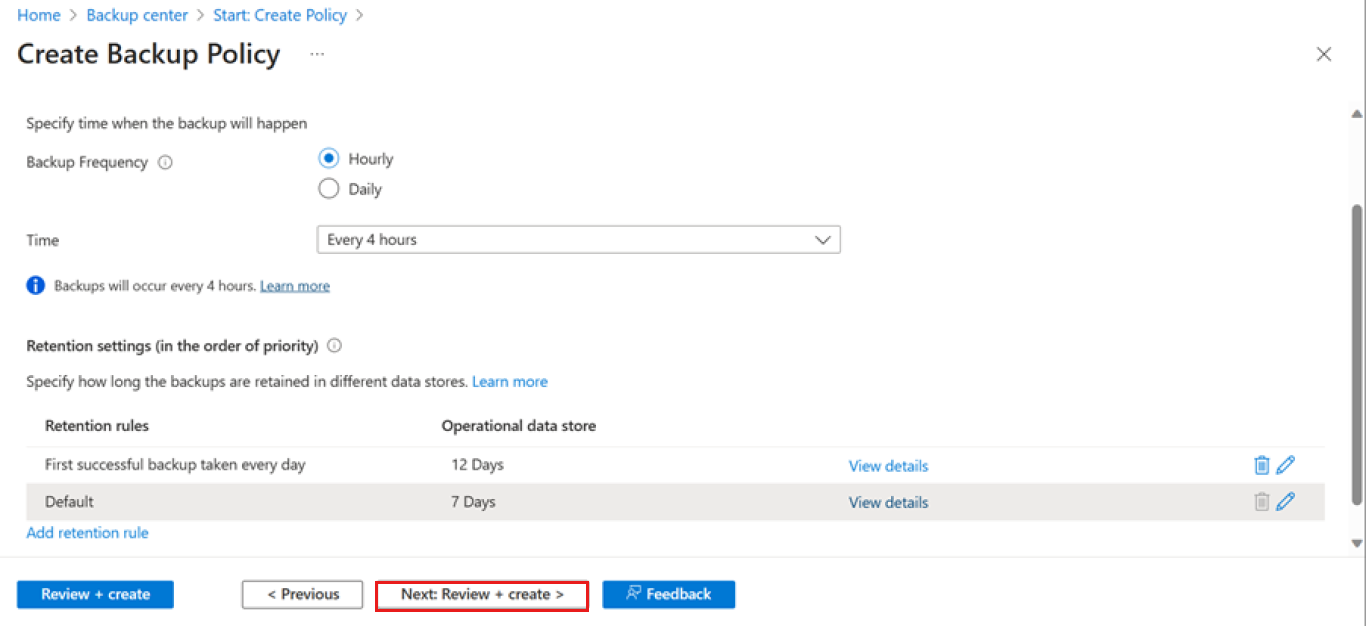 Home > Backup center > Start: Create Policy >
Create Backup Policy ...
Specify time when the backup will happen
Backup Frequency
Hourly
Daily
Time
Every 4 hours
Backups will occur every 4 hours. Learn more
Retention settings (in the order of priority)
Specify how long the backups are retained in different data stores. Learn more
Retention rules Operational data store
First successful backup taken every day 12 Days View details
Default 7 Days View details
Add retention rule
Review + create < Previous Next: Review + create > Feedback